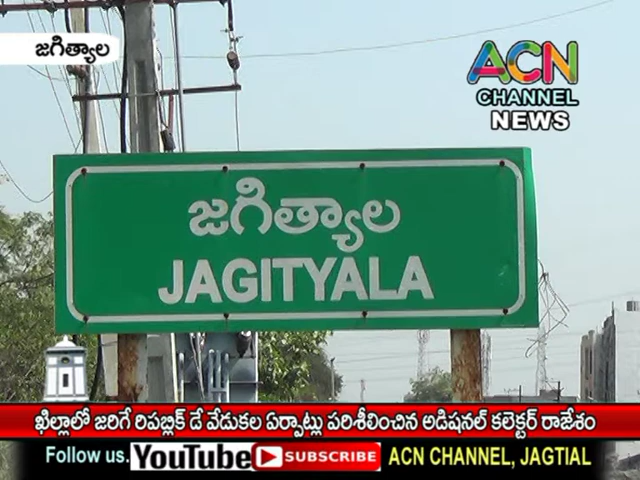 జగిత్యాల
ACN
CHANNEL
NEWS
జగిత్యాల
JAGITYALA
ఖిల్లాలో జరిగే రిపబ్లిక్ డే వేడుకల ఏర్పాట్లు పరిశీలించిన అడిషనల్ కలెక్టర్ రాజేశం
Follow us. YouTube SUBSCRIBE ACN CHANNEL, JAGTIAL